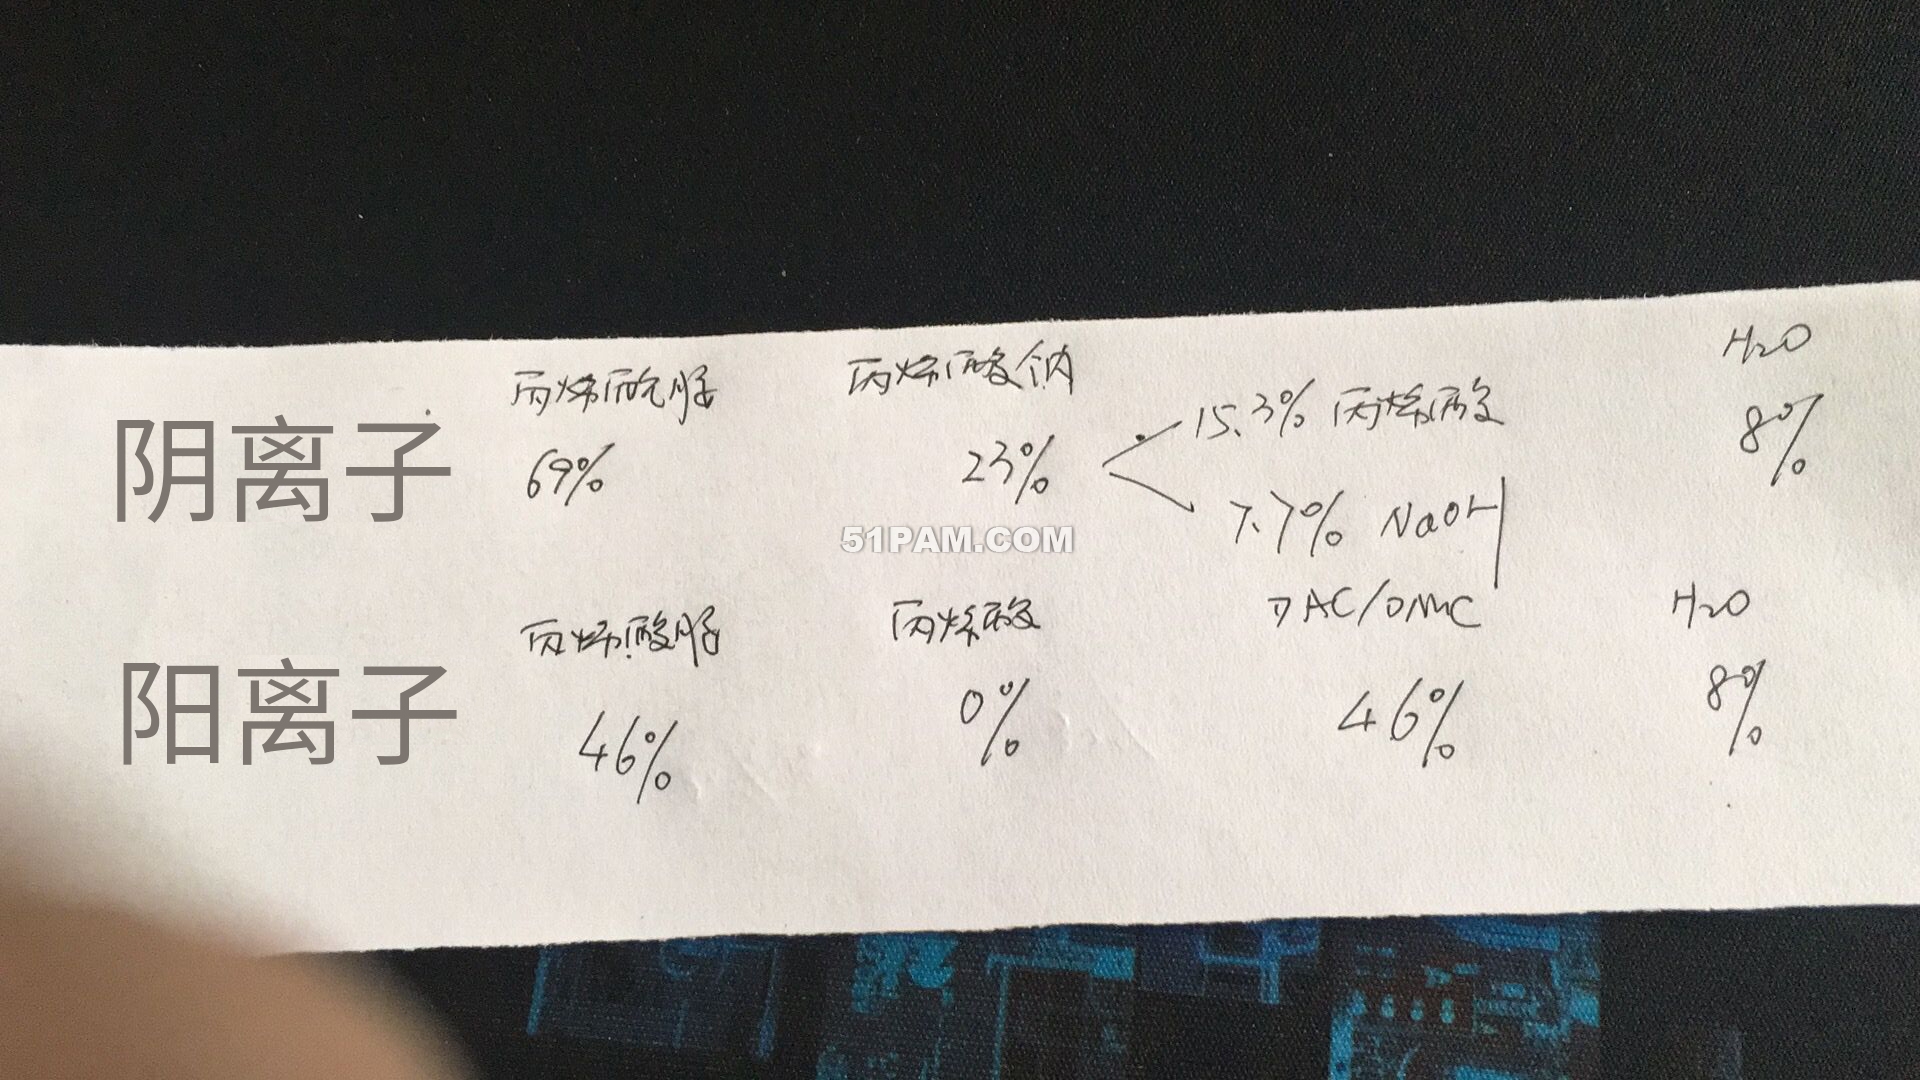 丙烯酰胺 丙烯酸钠 H2O
阴离子 69% 23% 15.3% 丙烯酸 8%
7.7% NaOH
51PAM.COM
丙烯酸胺 丙烯酸 DAC/DMC H2O
阳离子 46% 0% 46% 8%